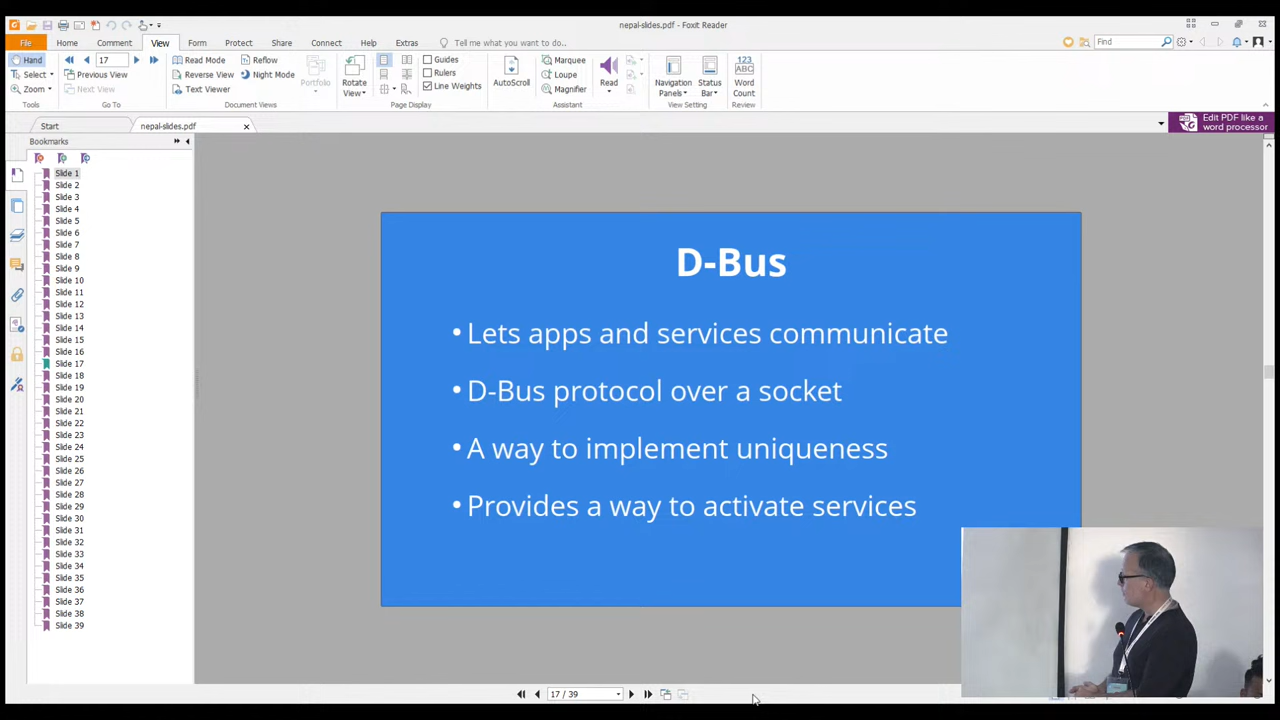 nepal-slides.pdf - Foxit Reader
File Home Comment View Form Protect Share Connect Help Extras Tell me what you want to do.. Find
Hand
Select
Zoom
Tools
17
Previous View
Next View
Go To
Read Mode
Reverse View
Text Viewer
Reflow
Night Mode
Portfolio
Document Views
Rotate
View
Guides
Rulers
Line Weights
Page Display
AutoScroll
Marquee
Loupe
Magnifier
Read
Assistant
Navigation
Panels
Status
Bar
View Setting
123
ABC
Word
Count
Review
Start
nepal-slides.pdf
Edit PDF like a
word processor
Bookmarks
Slide 1
Slide 2
Slide 3
Slide 4
Slide 5
Slide 6
Slide 7
Slide 8
Slide 9
Slide 10
Slide 11
Slide 12
Slide 13
Slide 14
Slide 15
Slide 16
Slide 17
Slide 18
Slide 19
Slide 20
Slide 21
Slide 22
Slide 23
Slide 24
Slide 25
Slide 26
Slide 27
Slide 28
Slide 29
Slide 30
Slide 31
Slide 32
Slide 33
Slide 34
Slide 35
Slide 36
Slide 37
Slide 38
Slide 39
D-Bus
• Lets apps and services communicate
• D-Bus protocol over a socket
• A way to implement uniqueness
• Provides a way to activate services
17 / 39